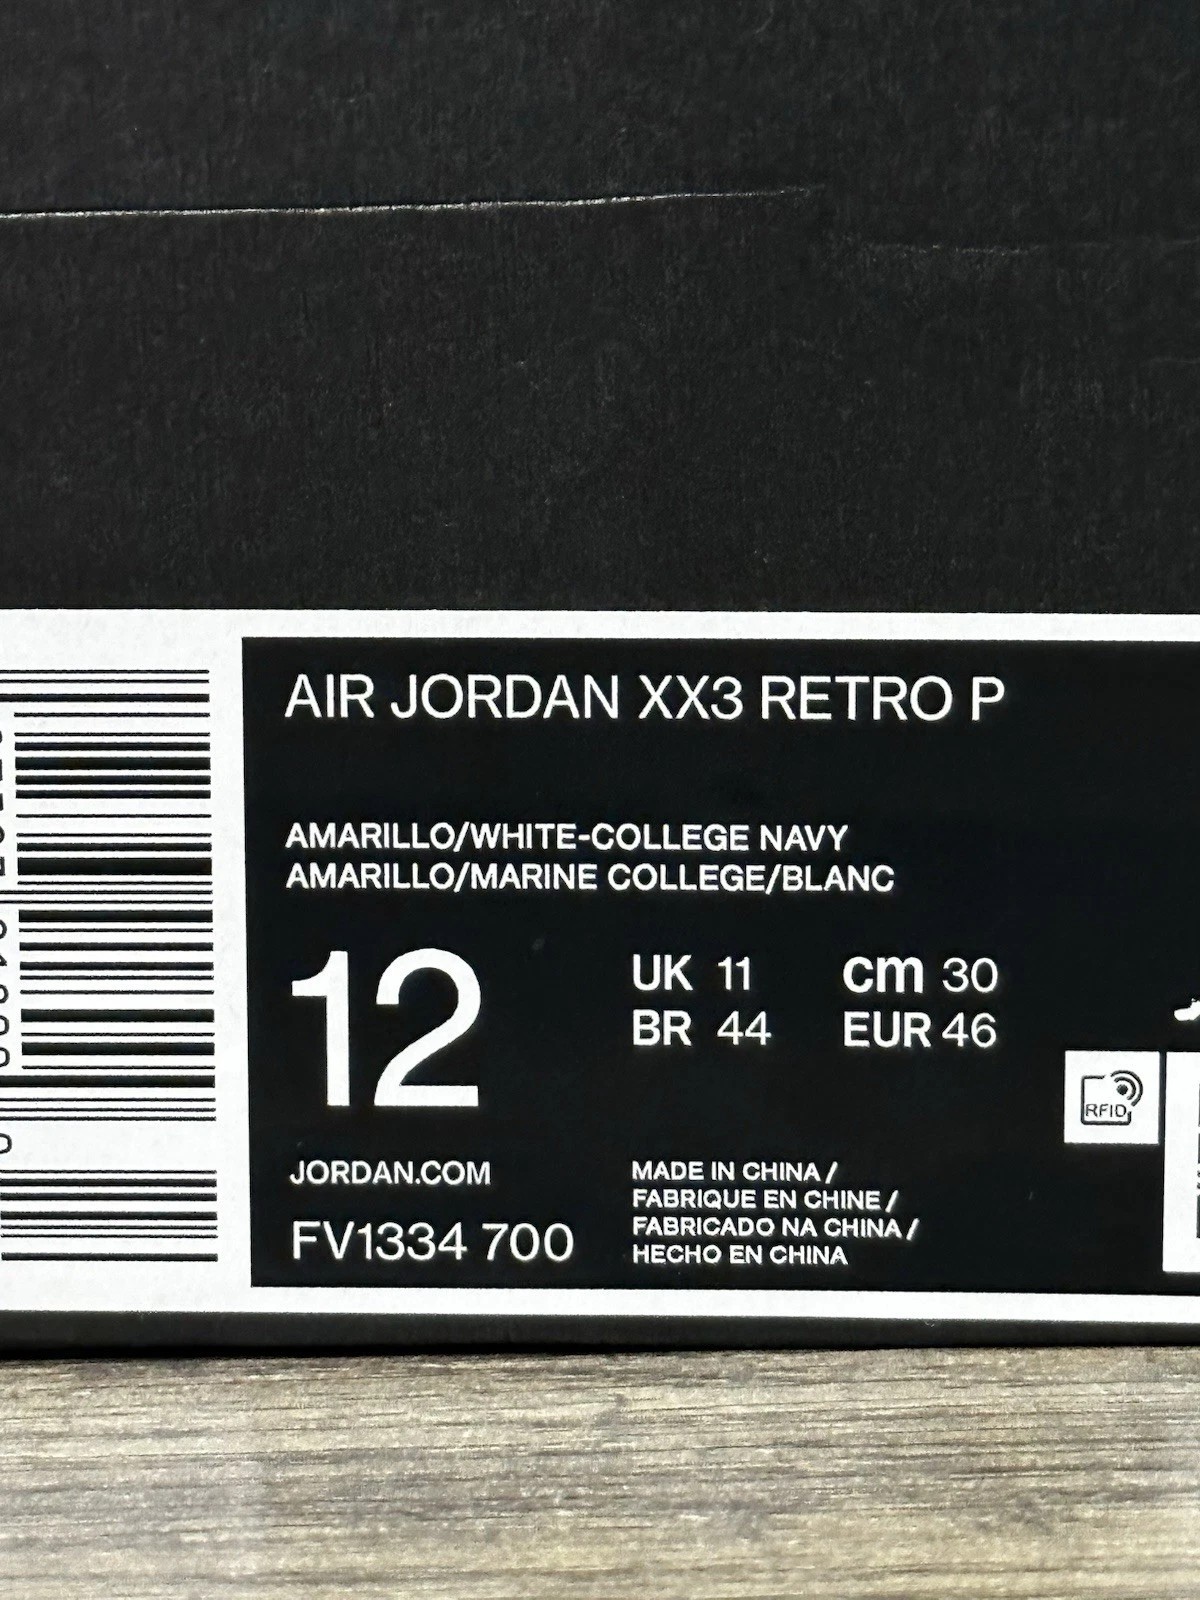 AIR JORDAN XX3 RETRO P
AMARILLO/WHITE-COLLEGE NAVY
AMARILLO/MARINE COLLEGE/BLANC
12
UK 11
cm 30
BR 44
EUR 46
RFID
JORDAN.COM
FV1334 700
MADE IN CHINA /
FABRIQUE EN CHINE /
FABRICADO NA CHINA /
HECHO EN CHINA